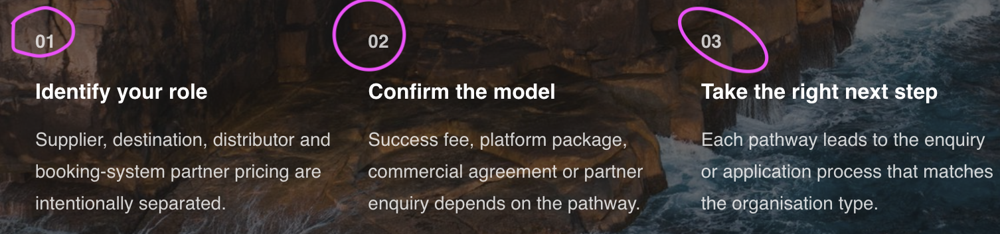 01
Identify your role
Supplier, destination, distributor and
booking-system partner pricing are
intentionally separated.
02
Confirm the model
Success fee, platform package,
commercial agreement or partner
enquiry depends on the pathway.
03
Take the right next step
Each pathway leads to the enquiry
or application process that matches
the organisation type.